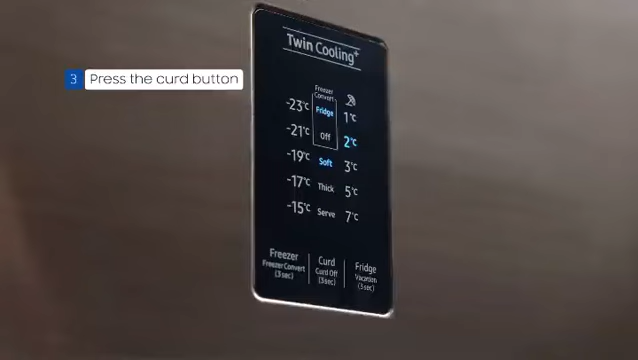 3 Press the curd button
Twin Cooling+
Freezer
Convert
-23°C Fridge 1°C
-21°C Off 2°C
-19°C Soft 3°C
-17°C Thick 5°C
-15°C Serve 7°C
Freezer
Freezer Convert
(3 sec)
Curd
Curd Off
(3 sec)
Fridge
Vacation
(3 sec)